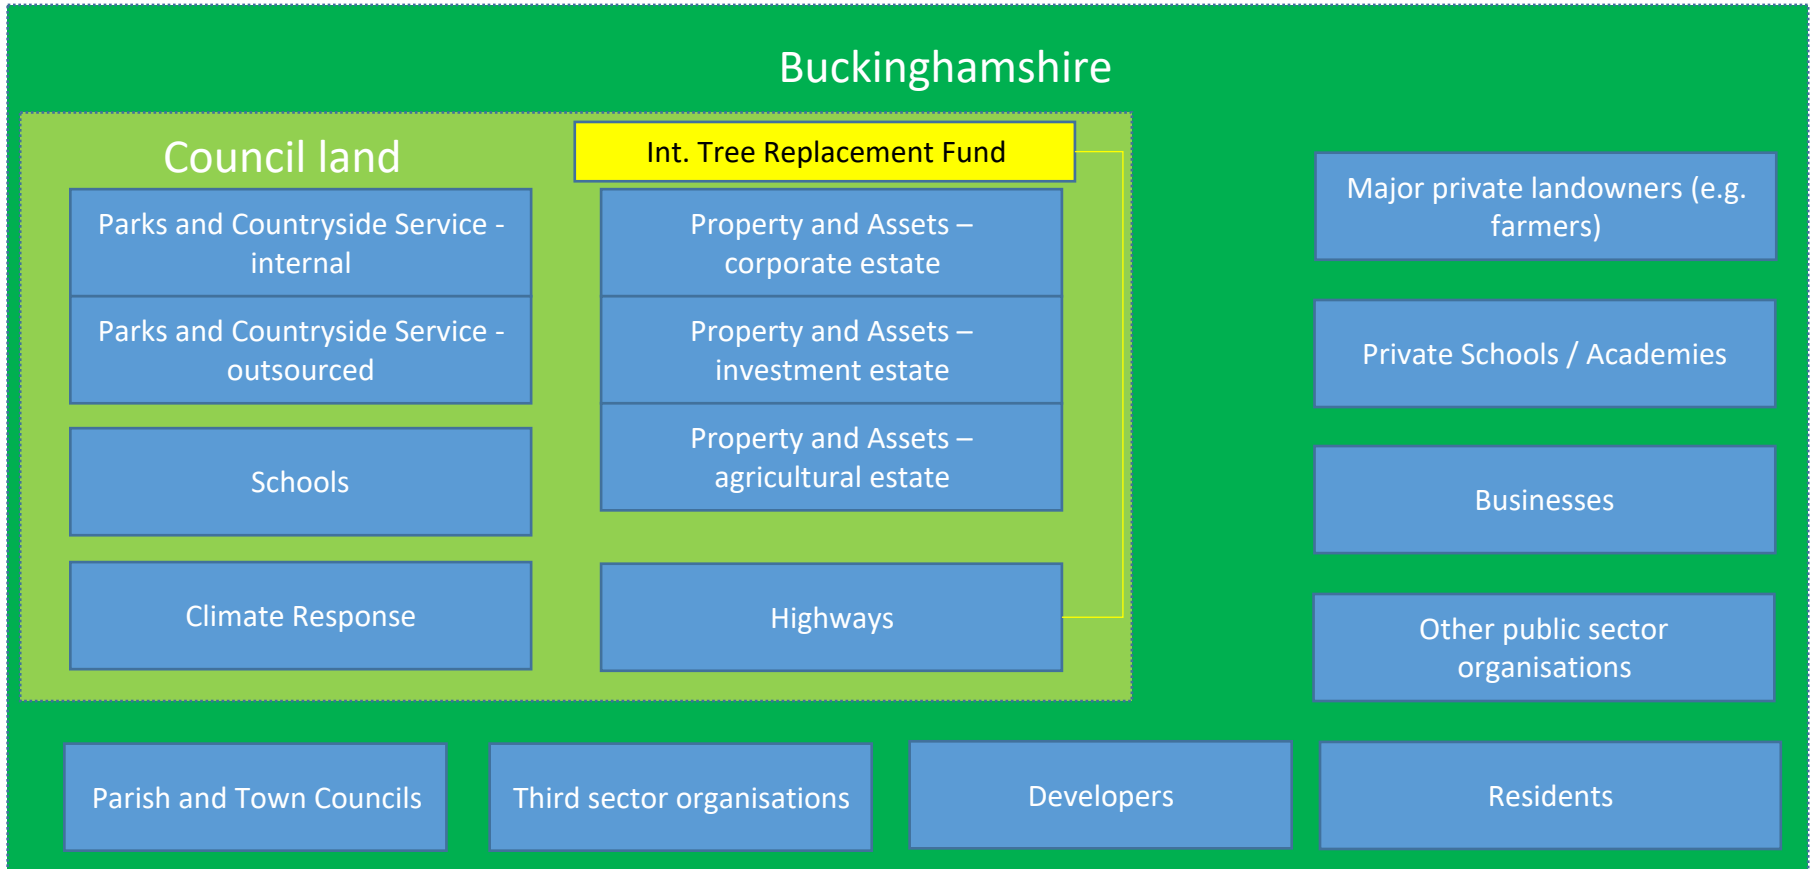 Buckinghamshire
Council land
Int. Tree Replacement Fund
Parks and Countryside Service -
internal
Parks and Countryside Service -
outsourced
Schools
Climate Response
Property and Assets –
corporate estate
Property and Assets –
investment estate
Property and Assets –
agricultural estate
Highways
Major private landowners (e.g.
farmers)
Private Schools / Academies
Businesses
Other public sector
organisations
Parish and Town Councils
Third sector organisations
Developers
Residents